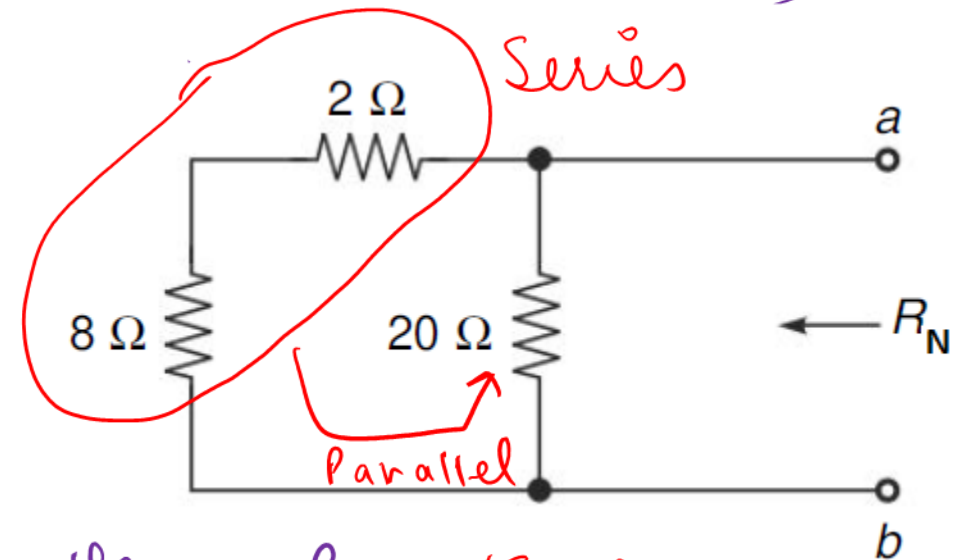 Series
2 Ω
a
8 Ω
20 Ω
R_N
Parallel
b